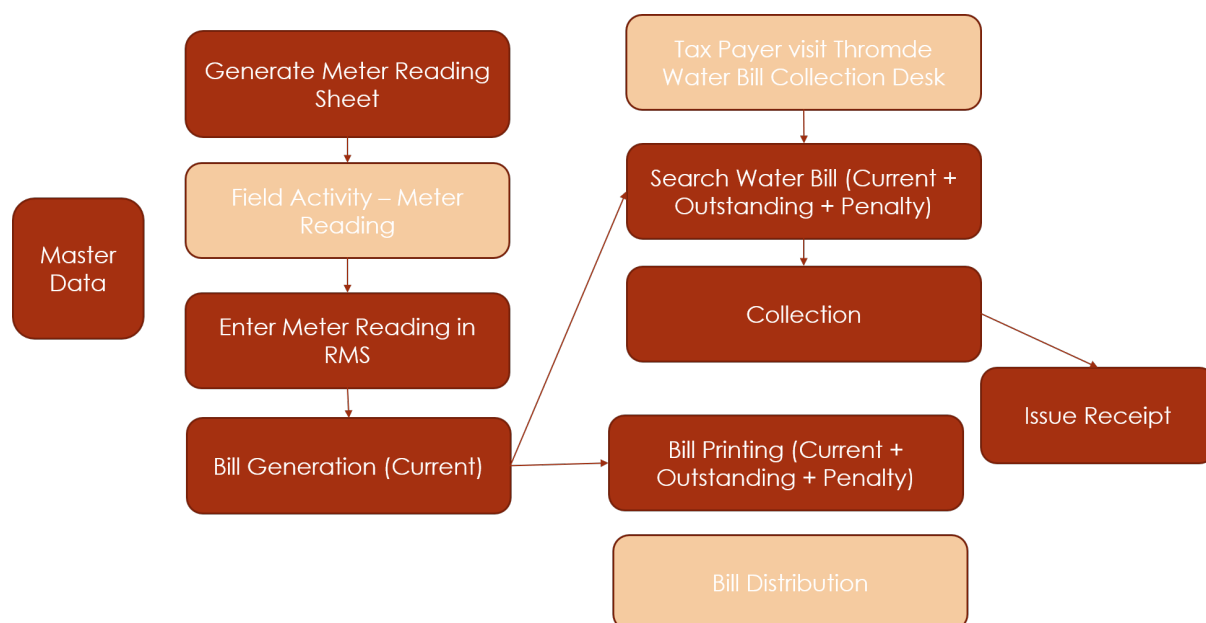 Master
Data
Generate Meter Reading
Sheet
Field Activity – Meter
Reading
Enter Meter Reading in
RMS
Bill Generation (Current)
Tax Payer visit Thromde
Water Bill Collection Desk
Search Water Bill (Current +
Outstanding + Penalty)
Collection
Issue Receipt
Bill Printing (Current +
Outstanding + Penalty)
Bill Distribution